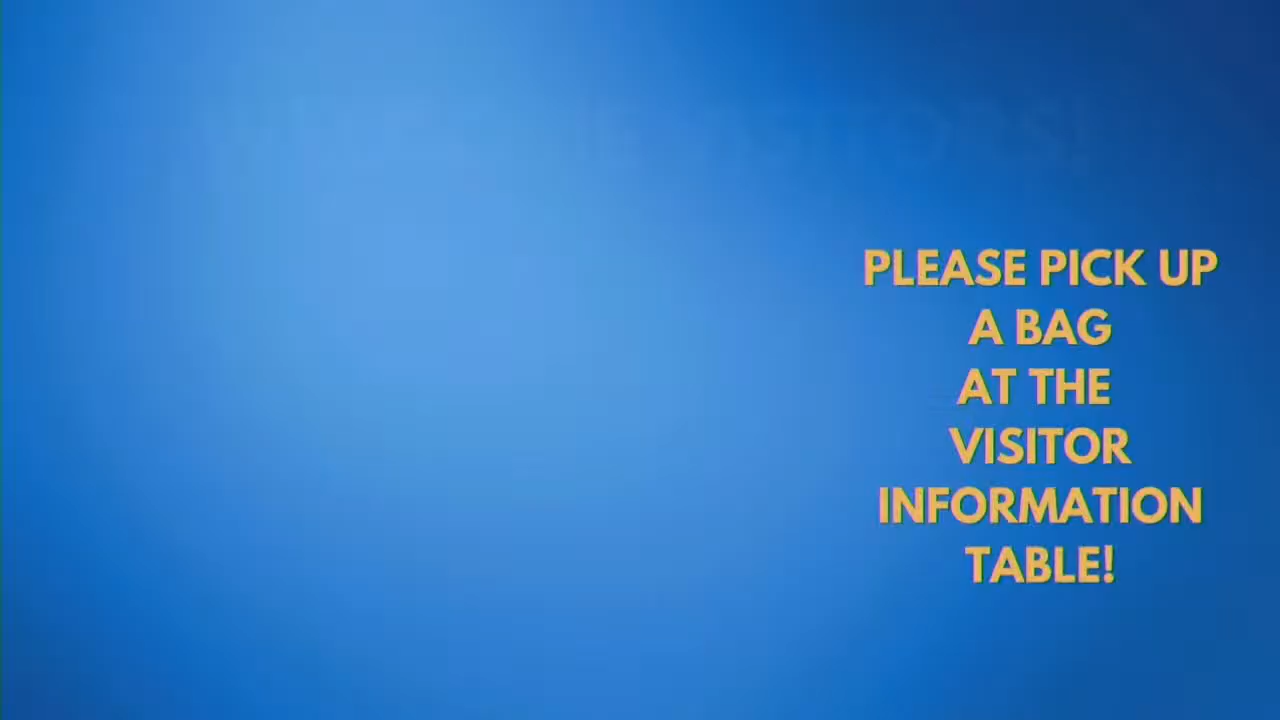 PLEASE PICK UP
A BAG
AT THE
VISITOR
INFORMATION
TABLE!